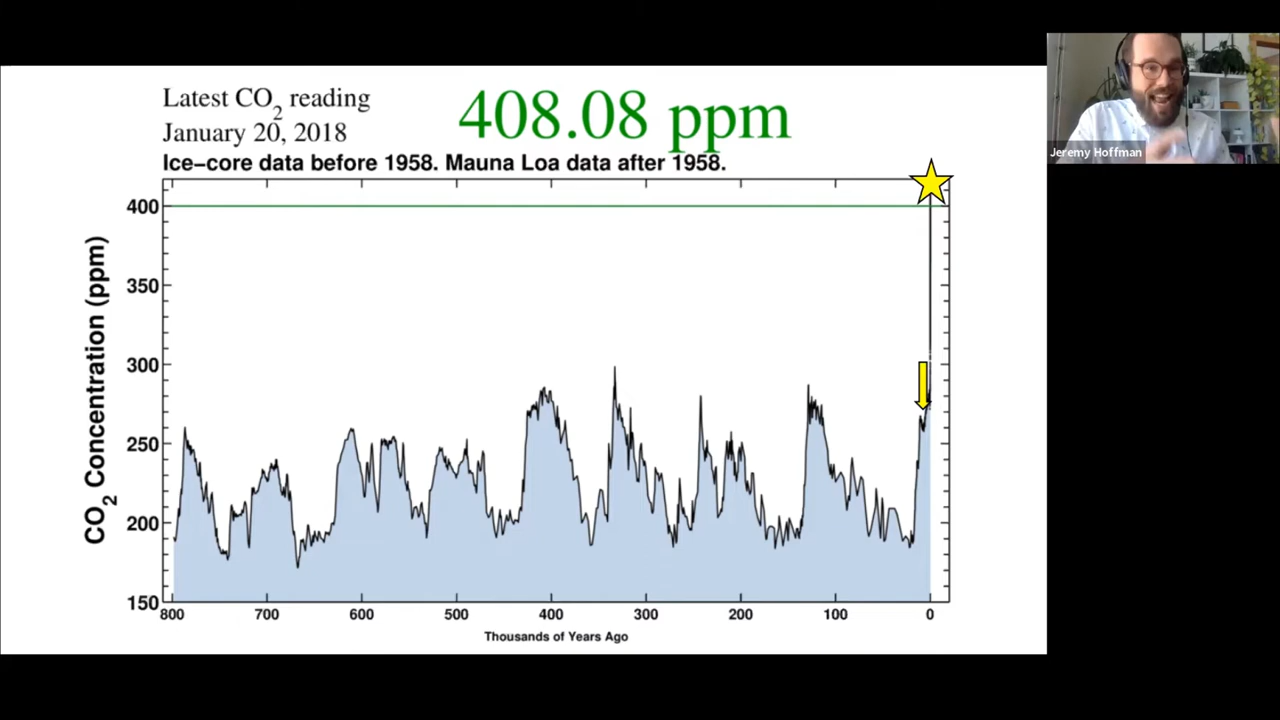 Latest CO2 reading
January 20, 2018
408.08 ppm
Ice-core data before 1958. Mauna Loa data after 1958.
Jeremy Hoffman
CO2 Concentration (ppm)
400
350
300
250
200
150
800 700 600 500 400 300 200 100 0
Thousands of Years Ago